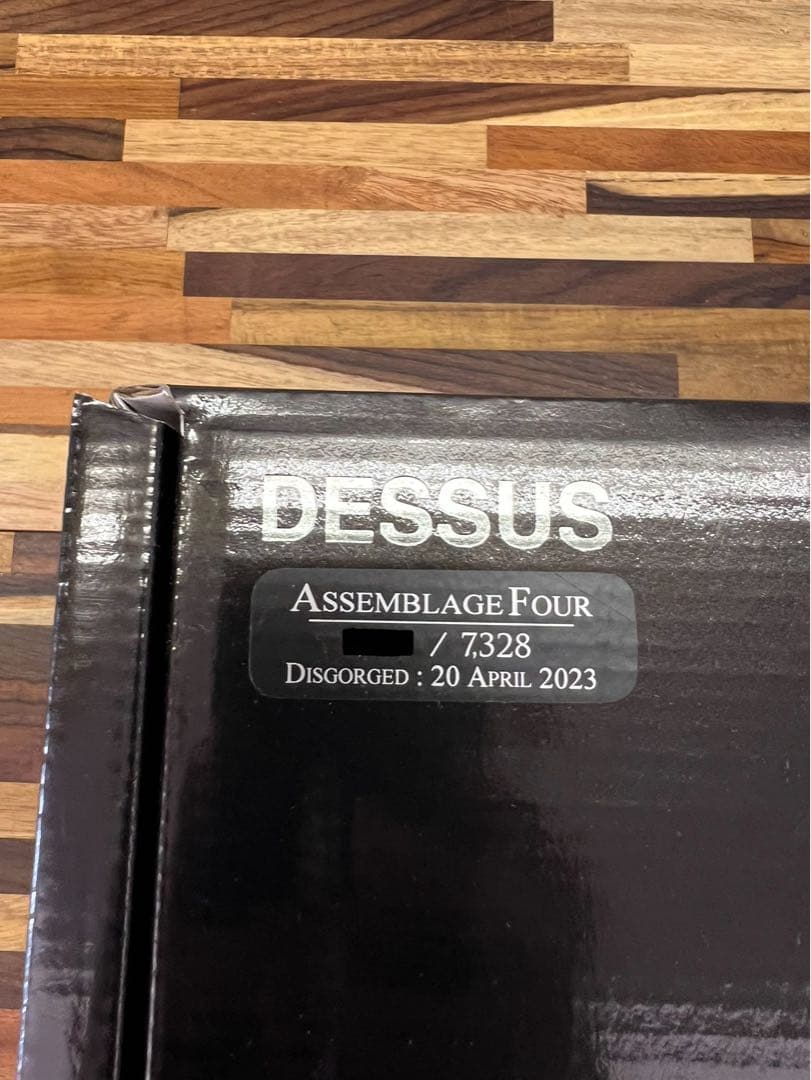 DESSUS
ASSEMBLAGE FOUR
/ 7,328
DISGORGED : 20 APRIL 2023